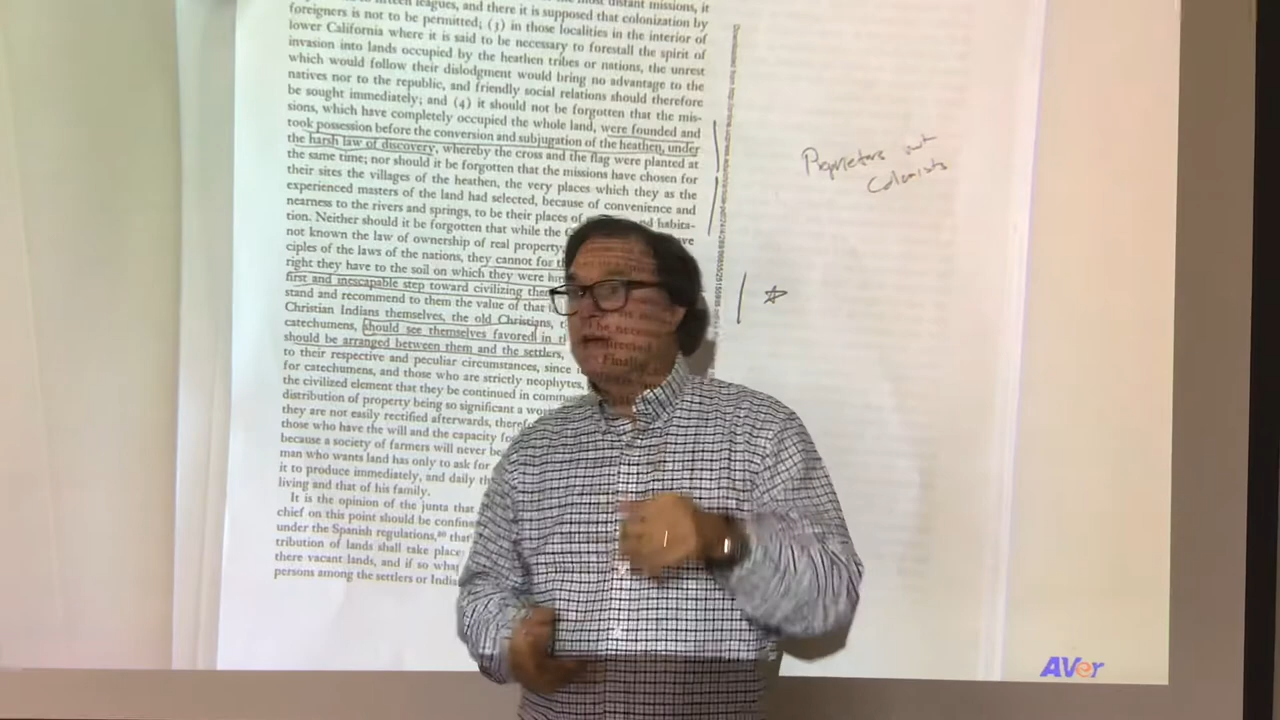 fifteen leagues, and there it is supposed that colonization by
foreigners is not to be permitted; (3) in those localities in the interior of
lower California where it is said to be necessary to forestall the spirit of
invasion into lands occupied by the heathen tribes or nations, the unrest
which would follow their dislodgment would bring no advantage to the
natives nor to the republic, and friendly social relations should therefore
be sought immediately; and (4) it should not be forgotten that the mis-
sions, which have completely occupied the whole land, were founded and
took possession before the conversion and subjugation of the heathen, under
the harsh law of discovery, whereby the cross and the flag were planted at
the same time; nor should it be forgotten that the missions have chosen for
their sites the villages of the heathen, the very places which they as the
experienced masters of the land had selected, because of convenience and
nearness to the rivers and springs, to be their places of habita-
tion. Neither should it be forgotten that while the
not known the law of ownership of real property,
ciples of the laws of the nations, they cannot for
right they have to the soil on which they were
first and inescapable step toward civilizing
stand and recommend to them the value of that
Christian Indians themselves, the old Christians,
catechumens, should see themselves favored in
should be arranged between them and the settlers,
to their respective and peculiar circumstances, since
for catechumens, and those who are strictly neophytes,
the civilized element that they be continued in
distribution of property being so significant a
they are not easily rectified afterwards,
those who have the will and the capacity
because a society of farmers will never be
man who wants land has only to ask for
it to produce immediately, and daily
living and that of his family.
It is the opinion of the junta that
chief on this point should be
under the Spanish regulations,
tribution of lands shall take place
there vacant lands, and if so
persons among the settlers or
Proprietors not
Colonists
The
directed
Finally
AVer